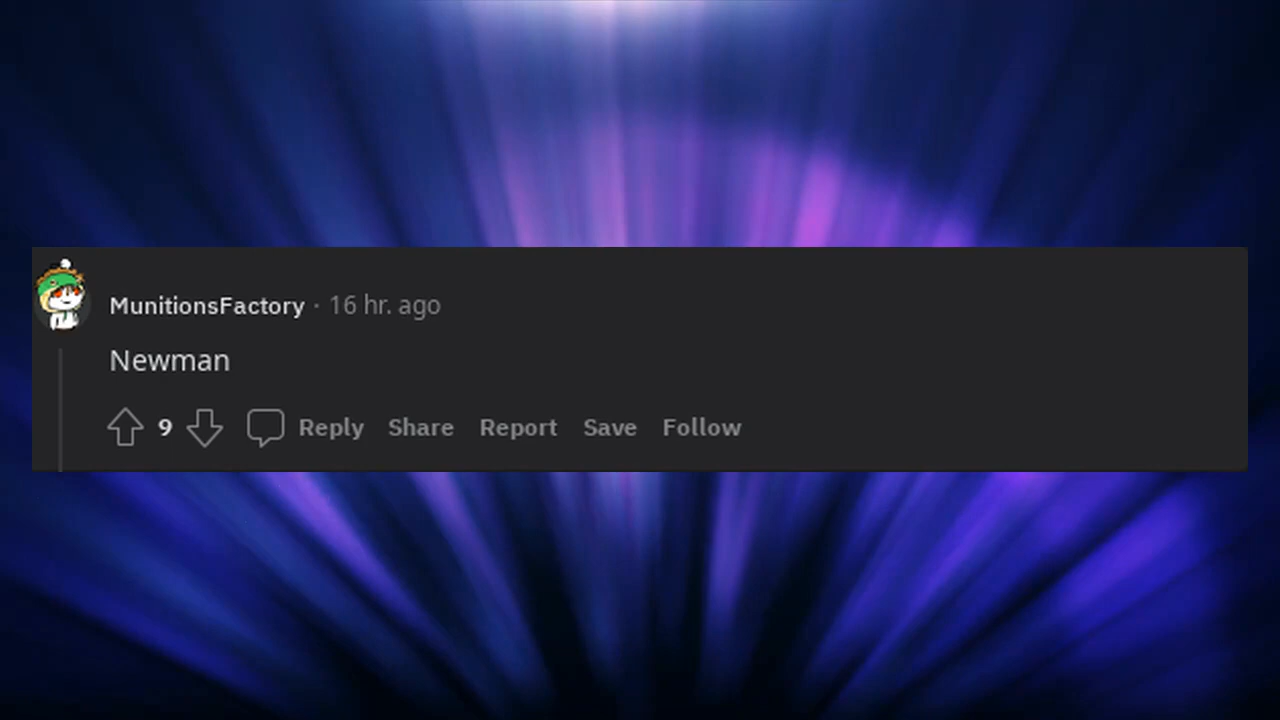 MunitionsFactory · 16 hr. ago
Newman
9 Reply Share Report Save Follow